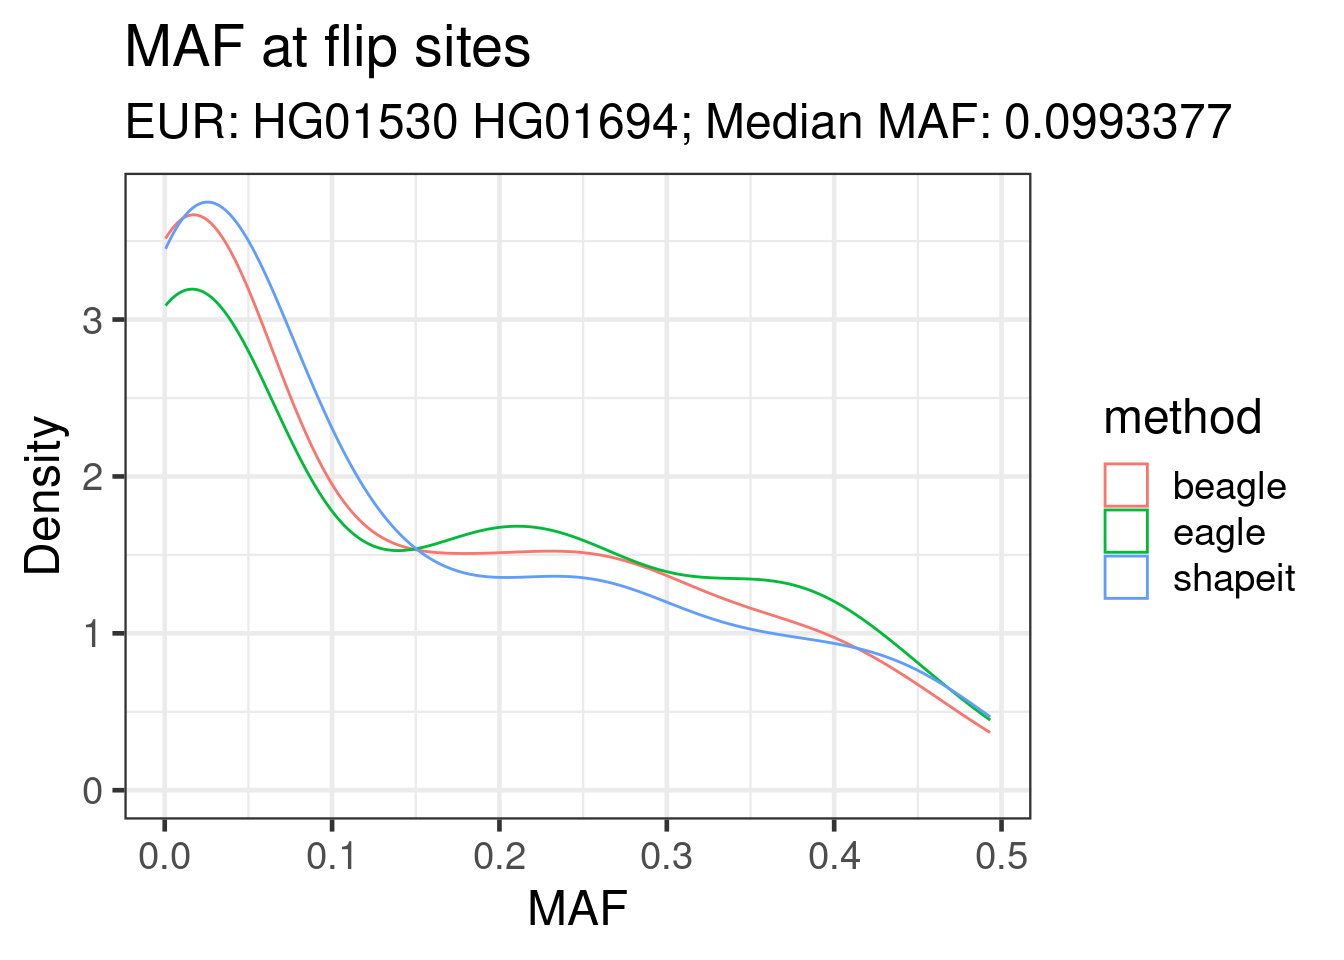 MAF at flip sites
EUR: HG01530 HG01694; Median MAF: 0.0993377
Density
3
2
1
0
0.0 0.1 0.2 0.3 0.4 0.5
MAF
method
beagle
eagle
shapeit